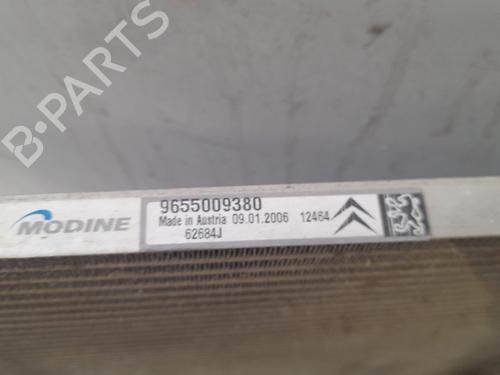 B-PARTS
MODINE
9655009380
Made in Austria 09.01.2006 12464
62684J